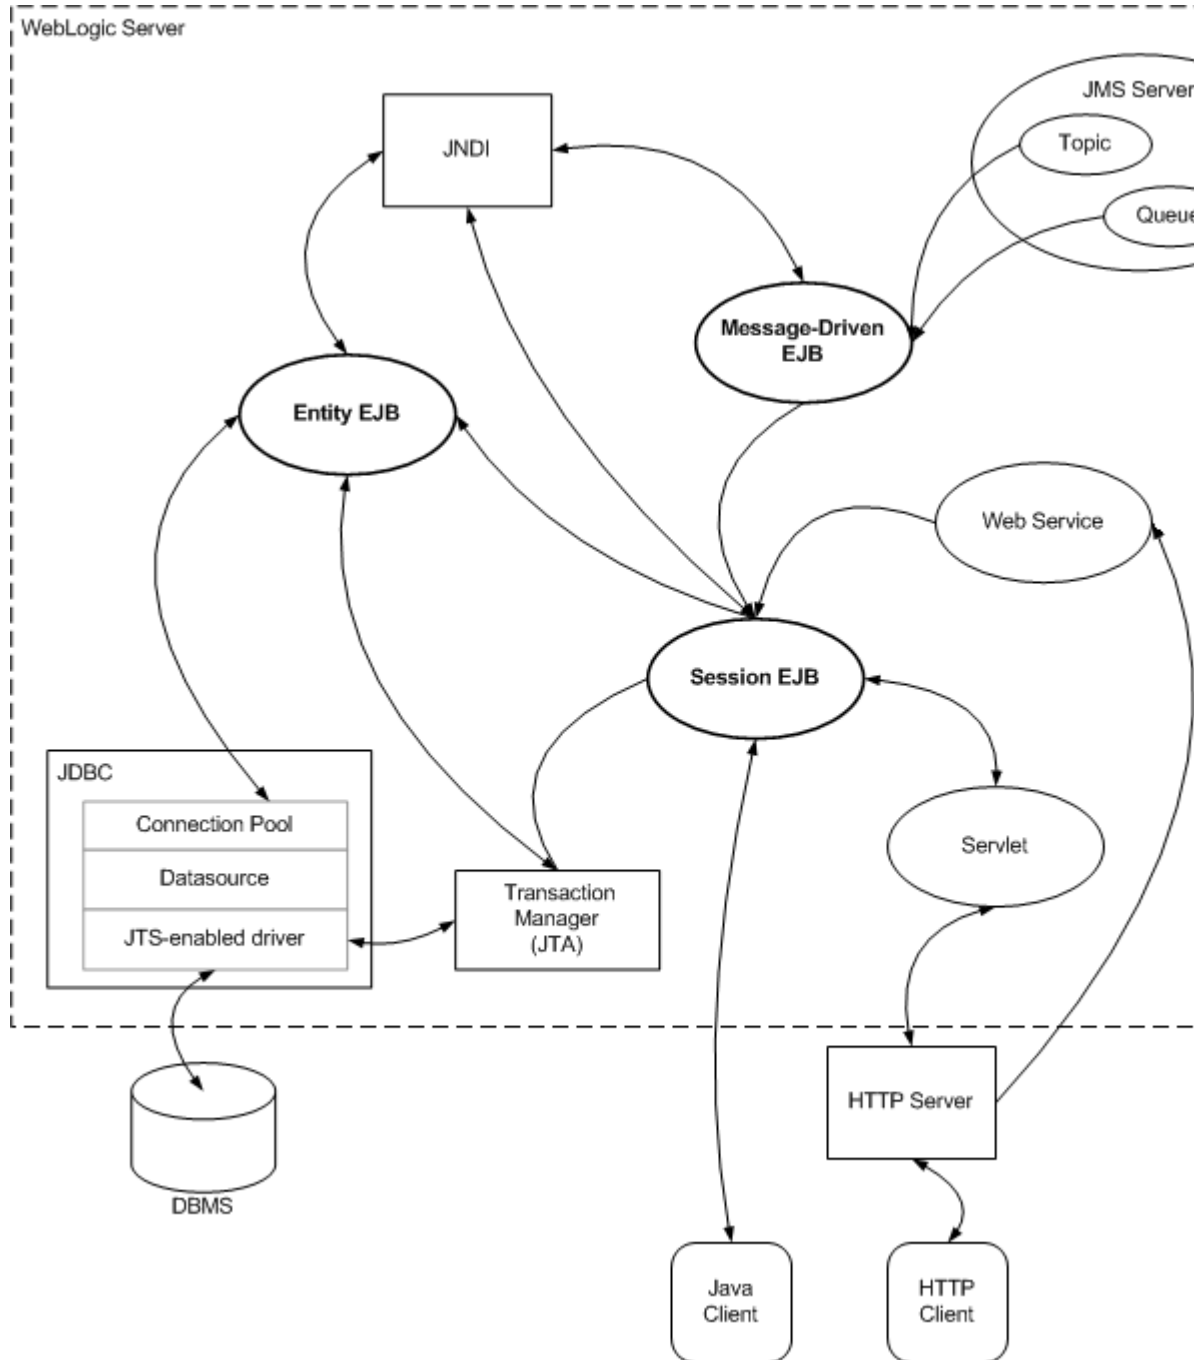 WebLogic Server
JMS Server
JNDI
Topic
Queue
Message-Driven
EJB
Entity EJB
Web Service
Session EJB
JDBC
Connection Pool
Datasource
JTS-enabled driver
Transaction
Manager
(JTA)
Servlet
HTTP Server
DBMS
Java
Client
HTTP
Client